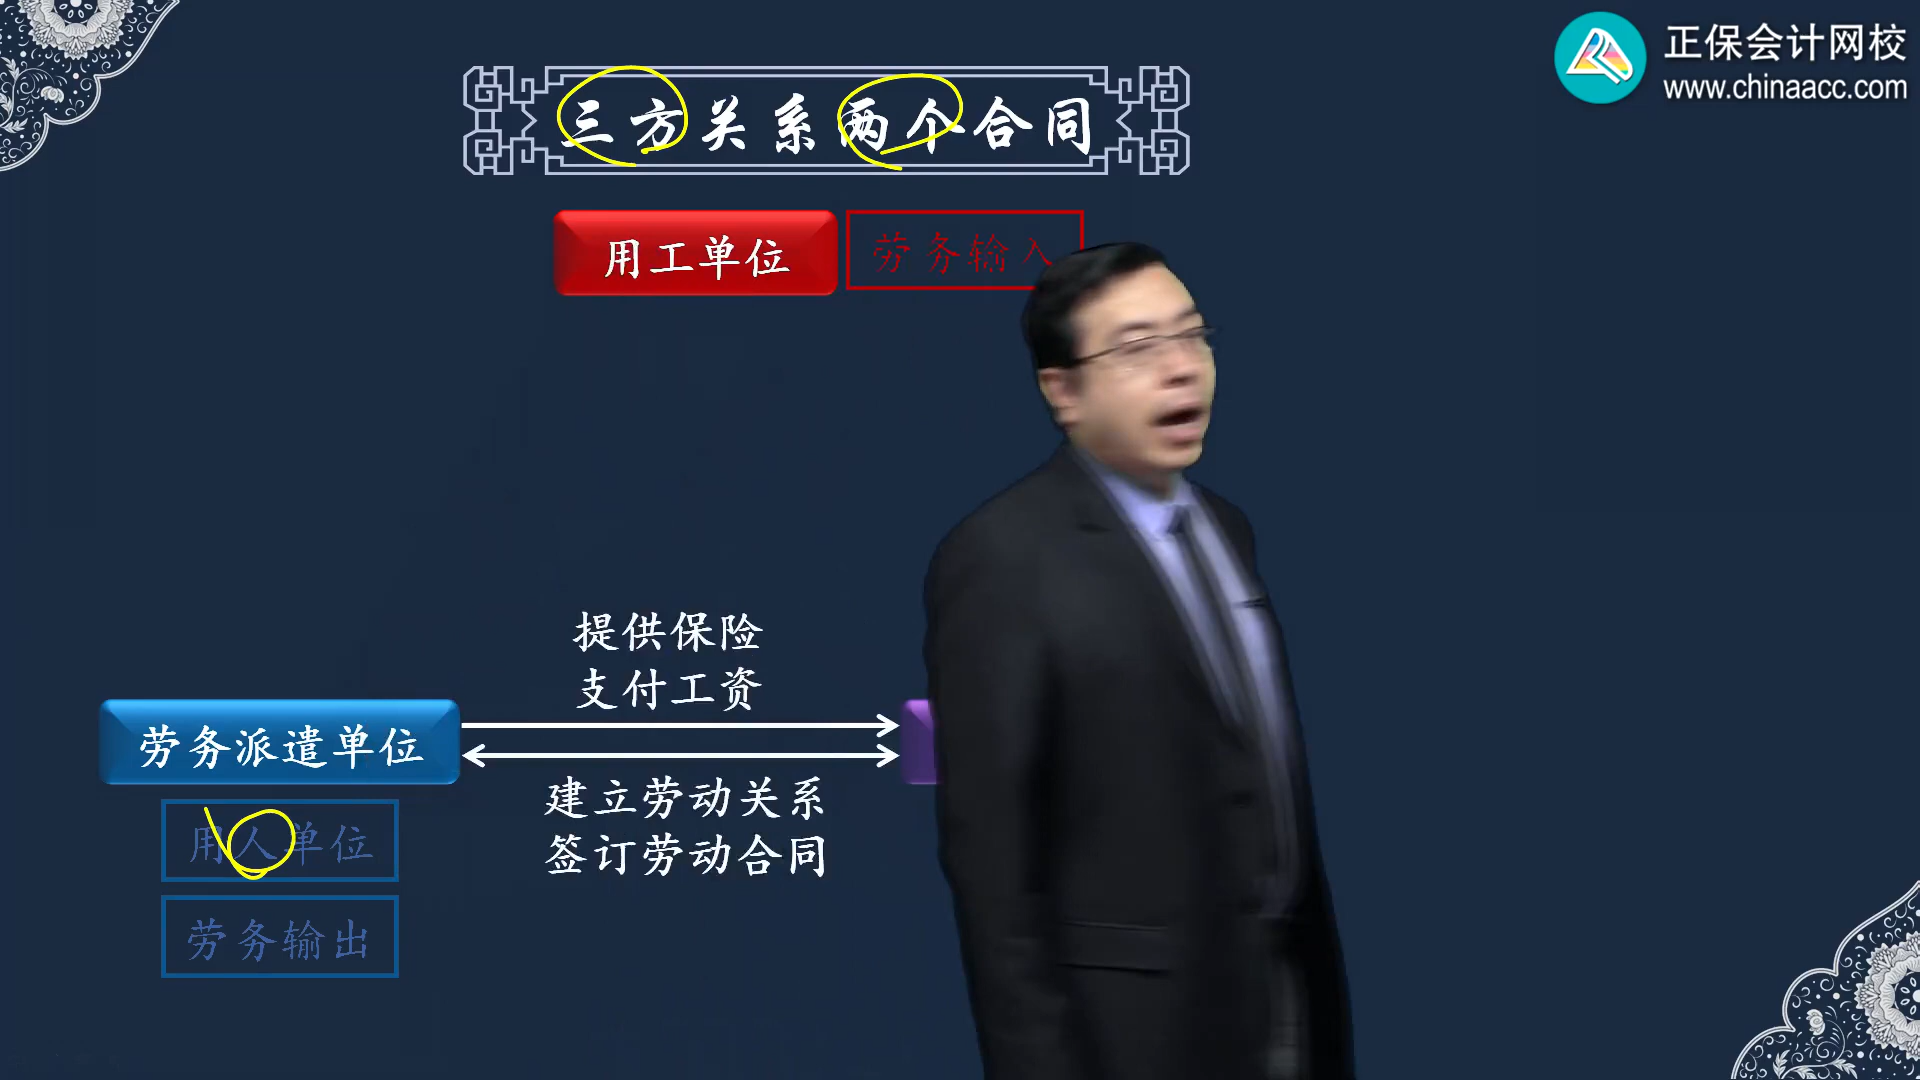 正保会计网校
www.chinaacc.com
三方关系两个合同
用工单位
劳务输入
提供保险
支付工资
劳务派遣单位
建立劳动关系
签订劳动合同
用人单位
劳务输出